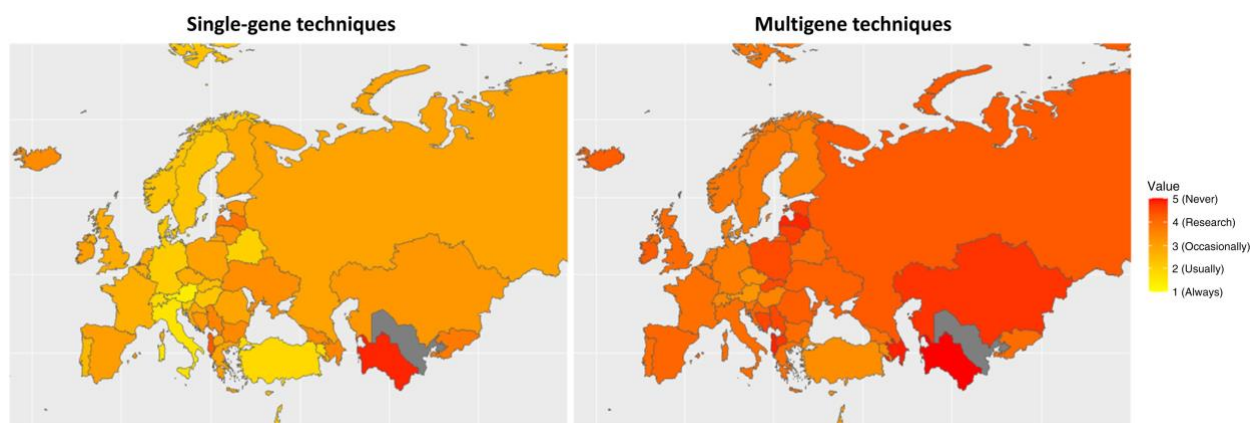 Single-gene techniques
Multigene techniques
Value
5 (Never)
4 (Research)
3 (Occasionally)
2 (Usually)
1 (Always)